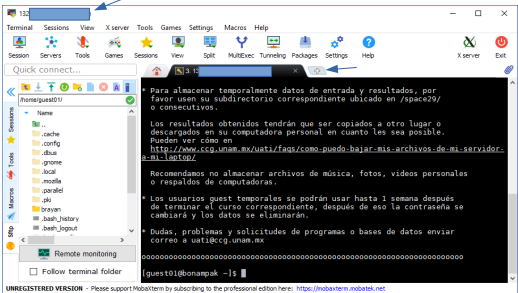 132
Terminal Sessions View X server Tools Games Settings Macros Help
Session Servers Tools Games Sessions View Split MultiExec Tunneling Packages Settings Help X server Exit
Quick connect...
3. 13
/home/guest01/
Name
..
.cache
.config
.dbus
.gnome
.local
.mozilla
.parallel
.pki
brayan
.bash_history
.bash_logout
Sessions
Tools
Macros
Sftp
Remote monitoring
Follow terminal folder
* Para almacenar temporalmente datos de entrada y resultados, por
favor usen su subdirectorio correspondiente ubicado en /space29/
o consecutivos.
Los resultados obtenidos tendrán que ser copiados a otro lugar o
descargados en su computadora personal en cuanto les sea posible.
Pueden ver cómo en
http://www.ccg.unam.mx/uati/faqs/como-puedo-bajar-mis-archivos-de-mi-servidor-
a-mi-laptop/
Recomendamos no almacenar archivos de música, fotos, videos personales
o respaldos de computadoras.
* Los usuarios guest temporales se podrán usar hasta 1 semana después
de terminar el curso correspondiente, después de eso la contraseña se
cambiará y los datos se eliminarán.
* Dudas, problemas y solicitudes de programas o bases de datos enviar
correo a uati@ccg.unam.mx
[guest01@bonampak ~]$
UNREGISTERED VERSION - Please support MobaXterm by subscribing to the professional edition here: https://mobaxterm.mobatek.net